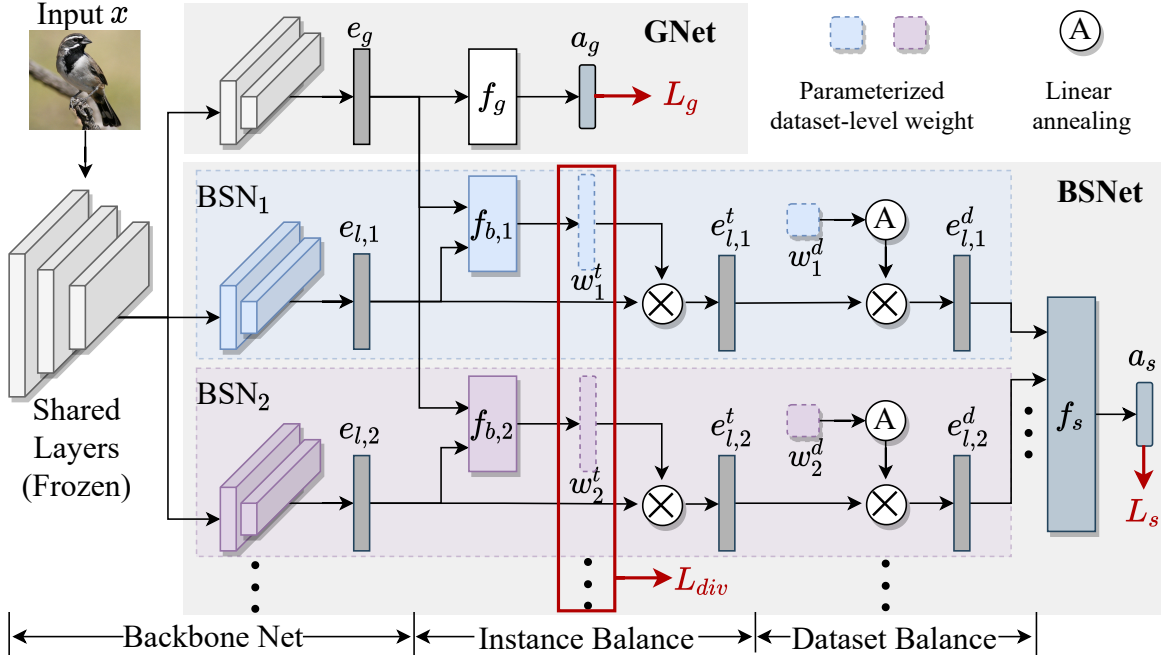 Input x
GNet
e_g
f_g
a_g
L_g
Parameterized
dataset-level weight
A
Linear
annealing
BSNet
BSN_1
e_{l,1}
f_{b,1}
w_1^t
e_{l,1}^t
w_1^d
A
e_{l,1}^d
BSN_2
e_{l,2}
f_{b,2}
w_2^t
e_{l,2}^t
w_2^d
A
e_{l,2}^d
f_s
a_s
L_s
L_{div}
Shared
Layers
(Frozen)
Backbone Net
Instance Balance
Dataset Balance